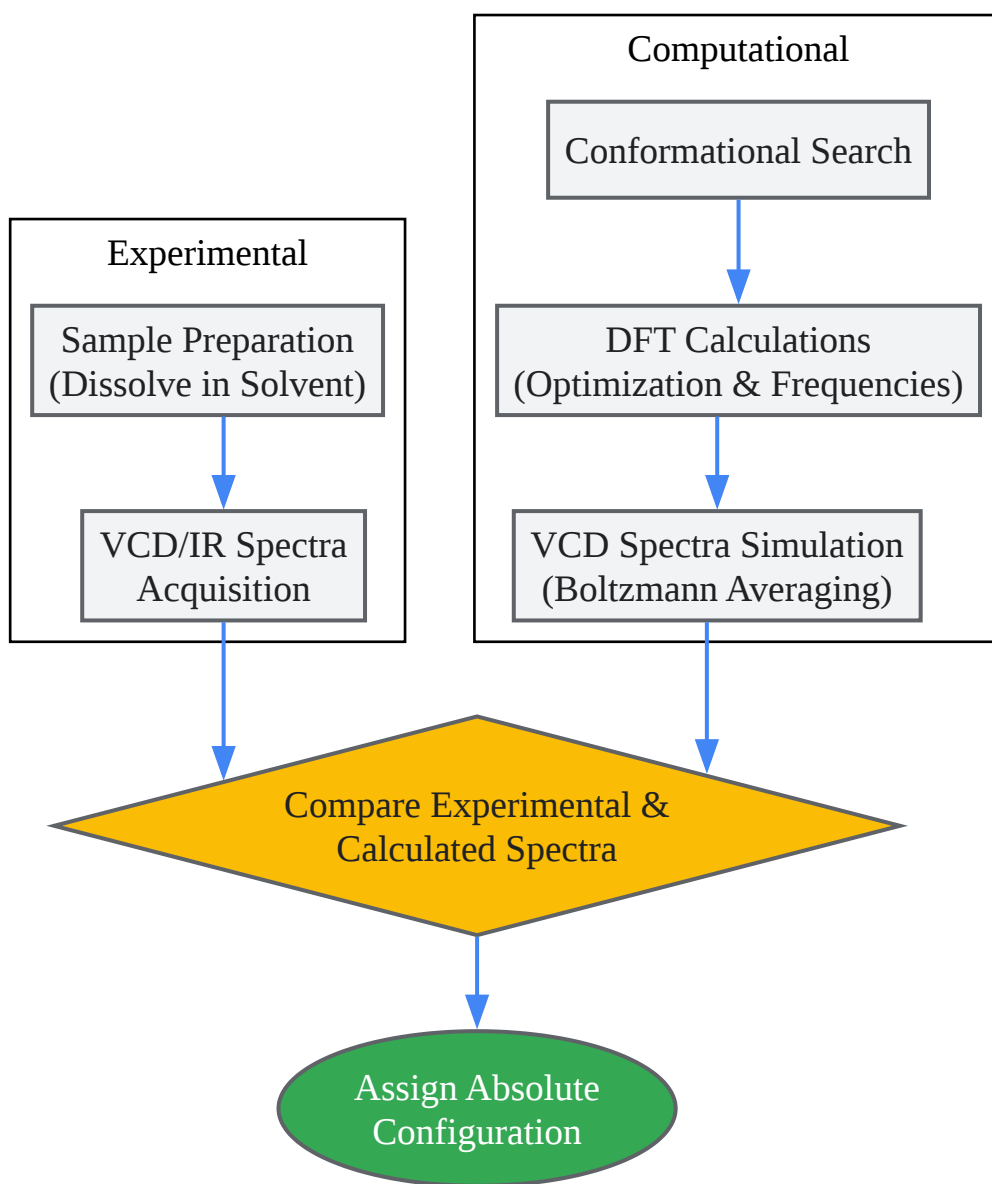 Computational
Conformational Search
Experimental
Sample Preparation
(Dissolve in Solvent)
DFT Calculations
(Optimization & Frequencies)
VCD/IR Spectra
Acquisition
VCD Spectra Simulation
(Boltzmann Averaging)
Compare Experimental &
Calculated Spectra
Assign Absolute
Configuration